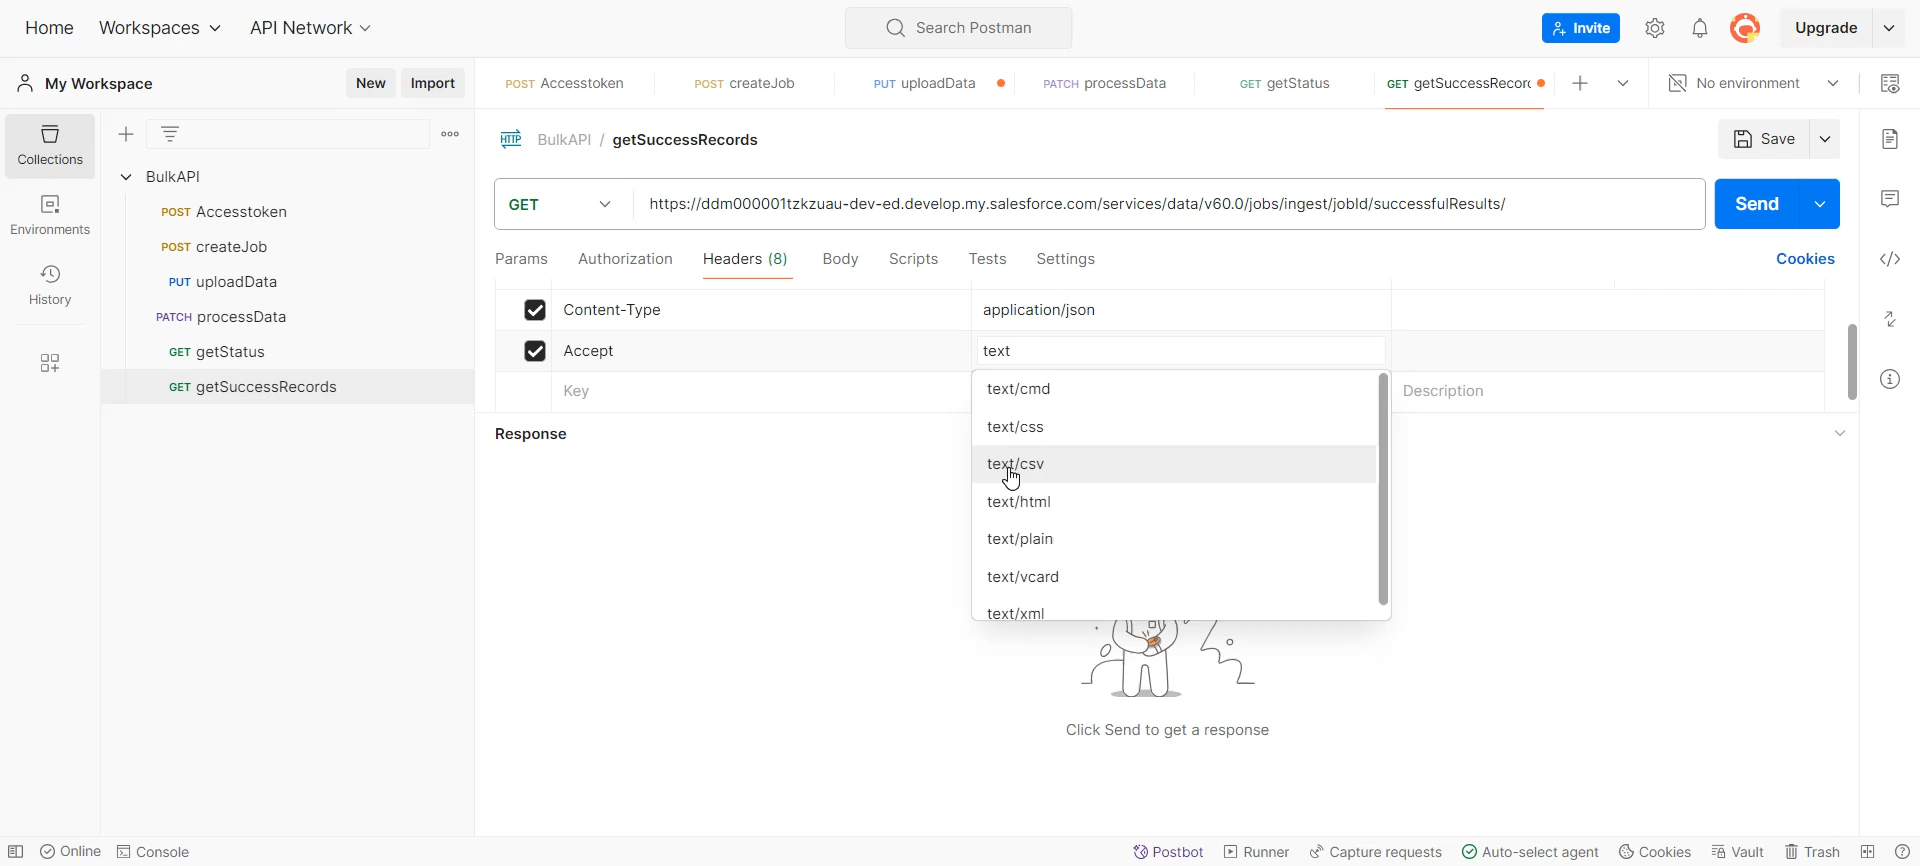 Home Workspaces API Network Search Postman Invite Upgrade
My Workspace New Import POST Accesstoken POST createJob PUT uploadData PATCH processData GET getStatus GET getSuccessRecorc No environment
Collections
Environments
History
BulkAPI
POST Accesstoken
POST createJob
PUT uploadData
PATCH processData
GET getStatus
GET getSuccessRecords
HTTP BulkAPI / getSuccessRecords Save
GET https://ddm000001tzkzuau-dev-ed.develop.my.salesforce.com/services/data/v60.0/jobs/ingest/jobId/successfulResults/ Send
Params Authorization Headers (8) Body Scripts Tests Settings Cookies
Content-Type application/json
Accept text
Key Description
text/cmd
text/css
text/csv
text/html
text/plain
text/vcard
text/xml
Response
Click Send to get a response
Online Console Postbot Runner Capture requests Auto-select agent Cookies Vault Trash